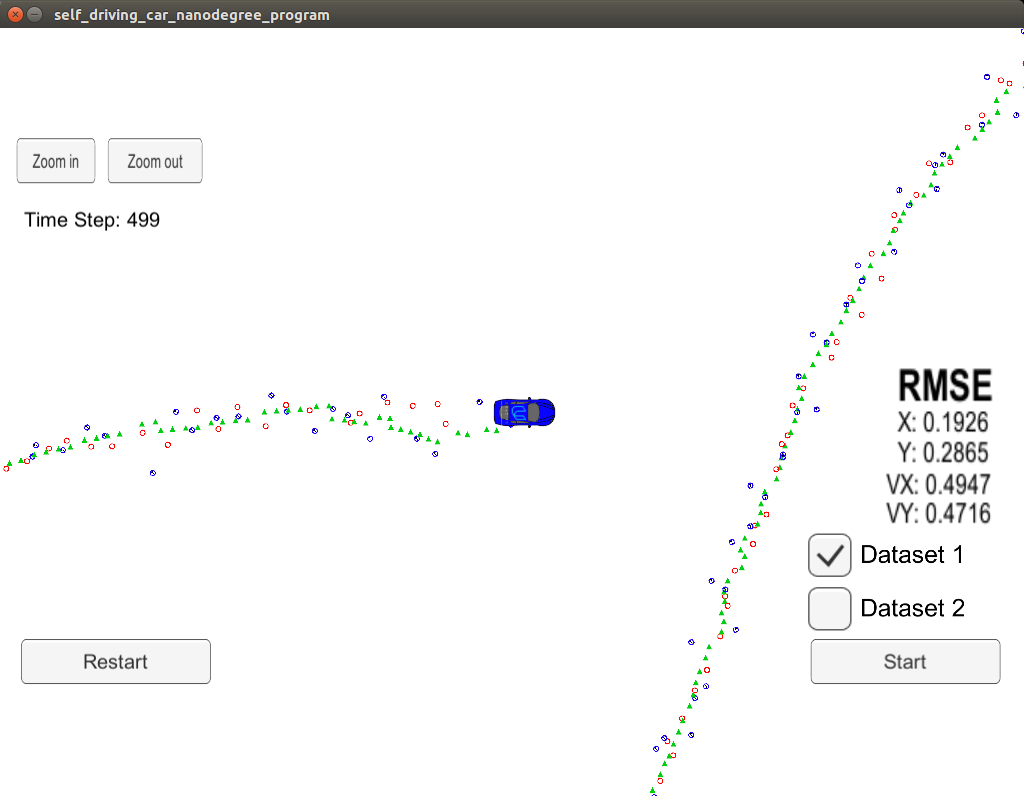 self_driving_car_nanodegree_program
Zoom in
Zoom out
Time Step: 499
RMSE
X: 0.1926
Y: 0.2865
VX: 0.4947
VY: 0.4716
Dataset 1
Dataset 2
Restart
Start